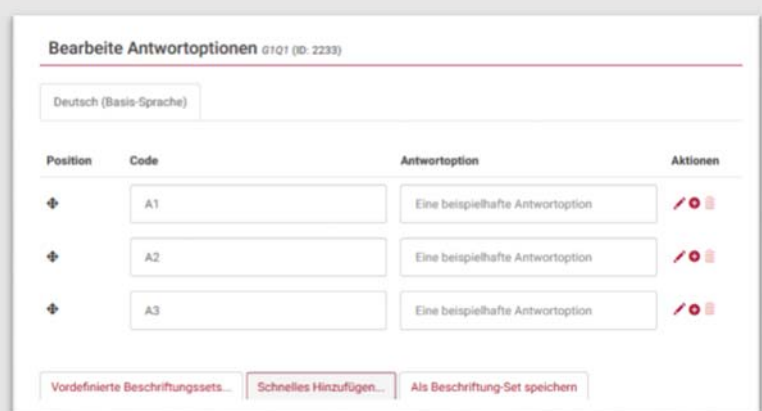 Bearbeite Antwortoptionen G1Q1 (ID: 2233)
Deutsch (Basis-Sprache)
Position Code Antwortoption Aktionen
A1 Eine beispielhafte Antwortoption
A2 Eine beispielhafte Antwortoption
A3 Eine beispielhafte Antwortoption
Vordefinierte Beschriftungssets... Schnelles Hinzufügen... Als Beschriftung-Set speichern